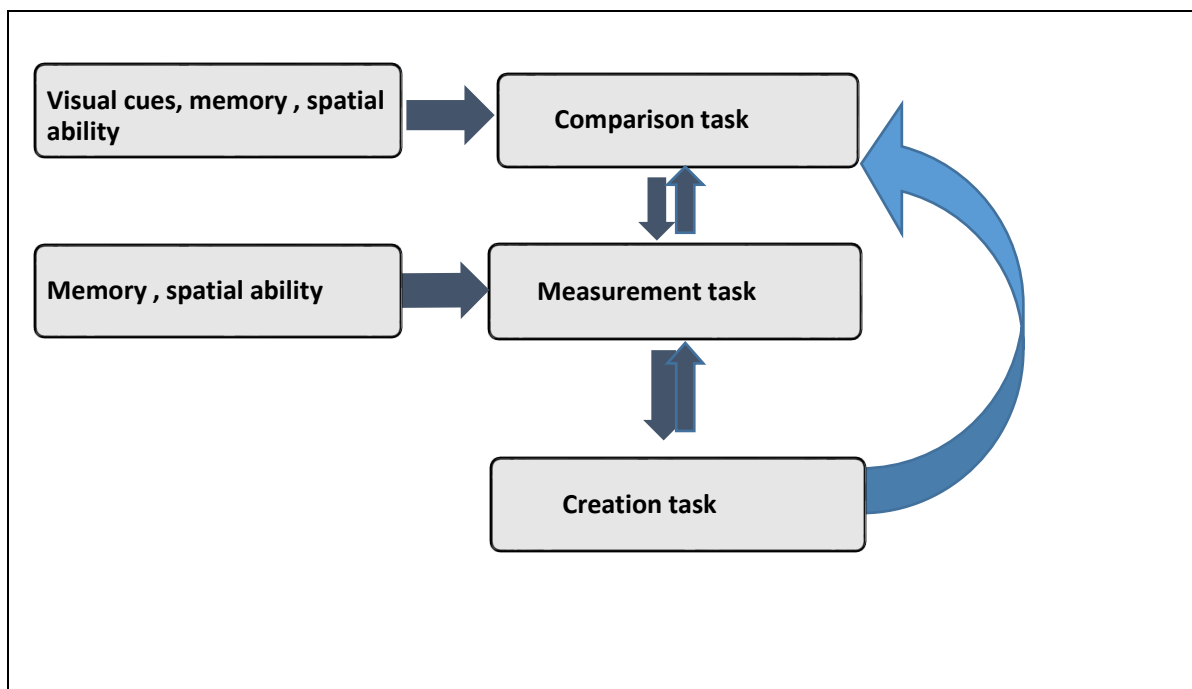 Visual cues, memory , spatial
ability
Comparison task
Memory , spatial ability
Measurement task
Creation task